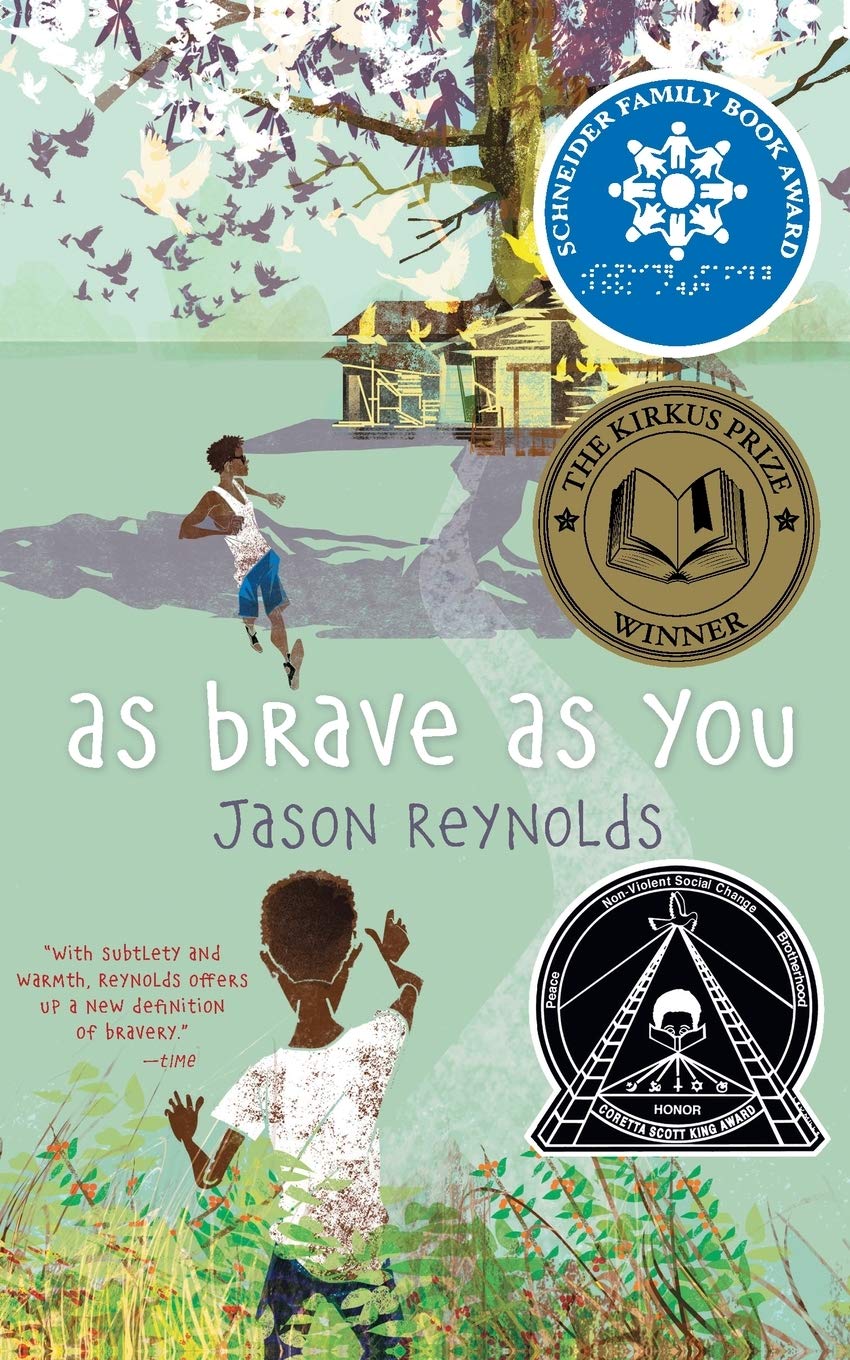 SCHNEIDER FAMILY BOOK AWARD
THE KIRKUS PRIZE
WINNER
as brave as you
Jason Reynolds
"With subtlety and
warmth, Reynolds offers
up a new definition
of bravery."
—TIME
Peace
Non-Violent Social Change
Brotherhood
HONOR
CORETTA SCOTT KING AWARD